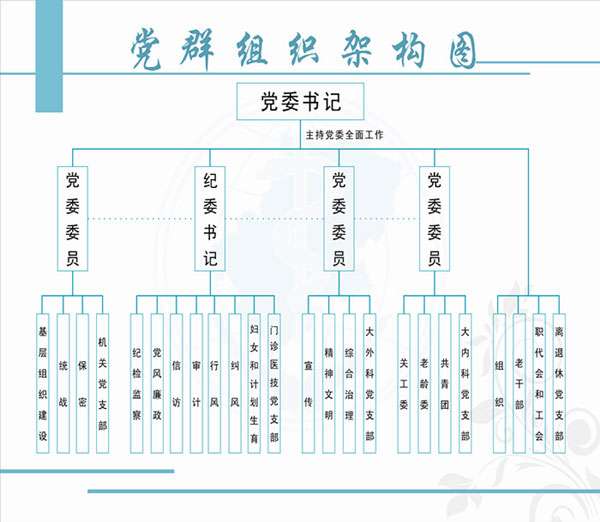 党群组织架构图
党委书记
主持党委全面工作
党委委员
纪委书记
党委委员
党委委员
基层组织建设
统战
保密
机关党支部
纪检监察
党风廉政
信访
审计
行风
纠风
妇女和计划生育
门诊医技党支部
宣传
精神文明
综合治理
大外科党支部
关工委
老龄委
共青团
大内科党支部
组织
老干部
职代会和工会
离退休党支部